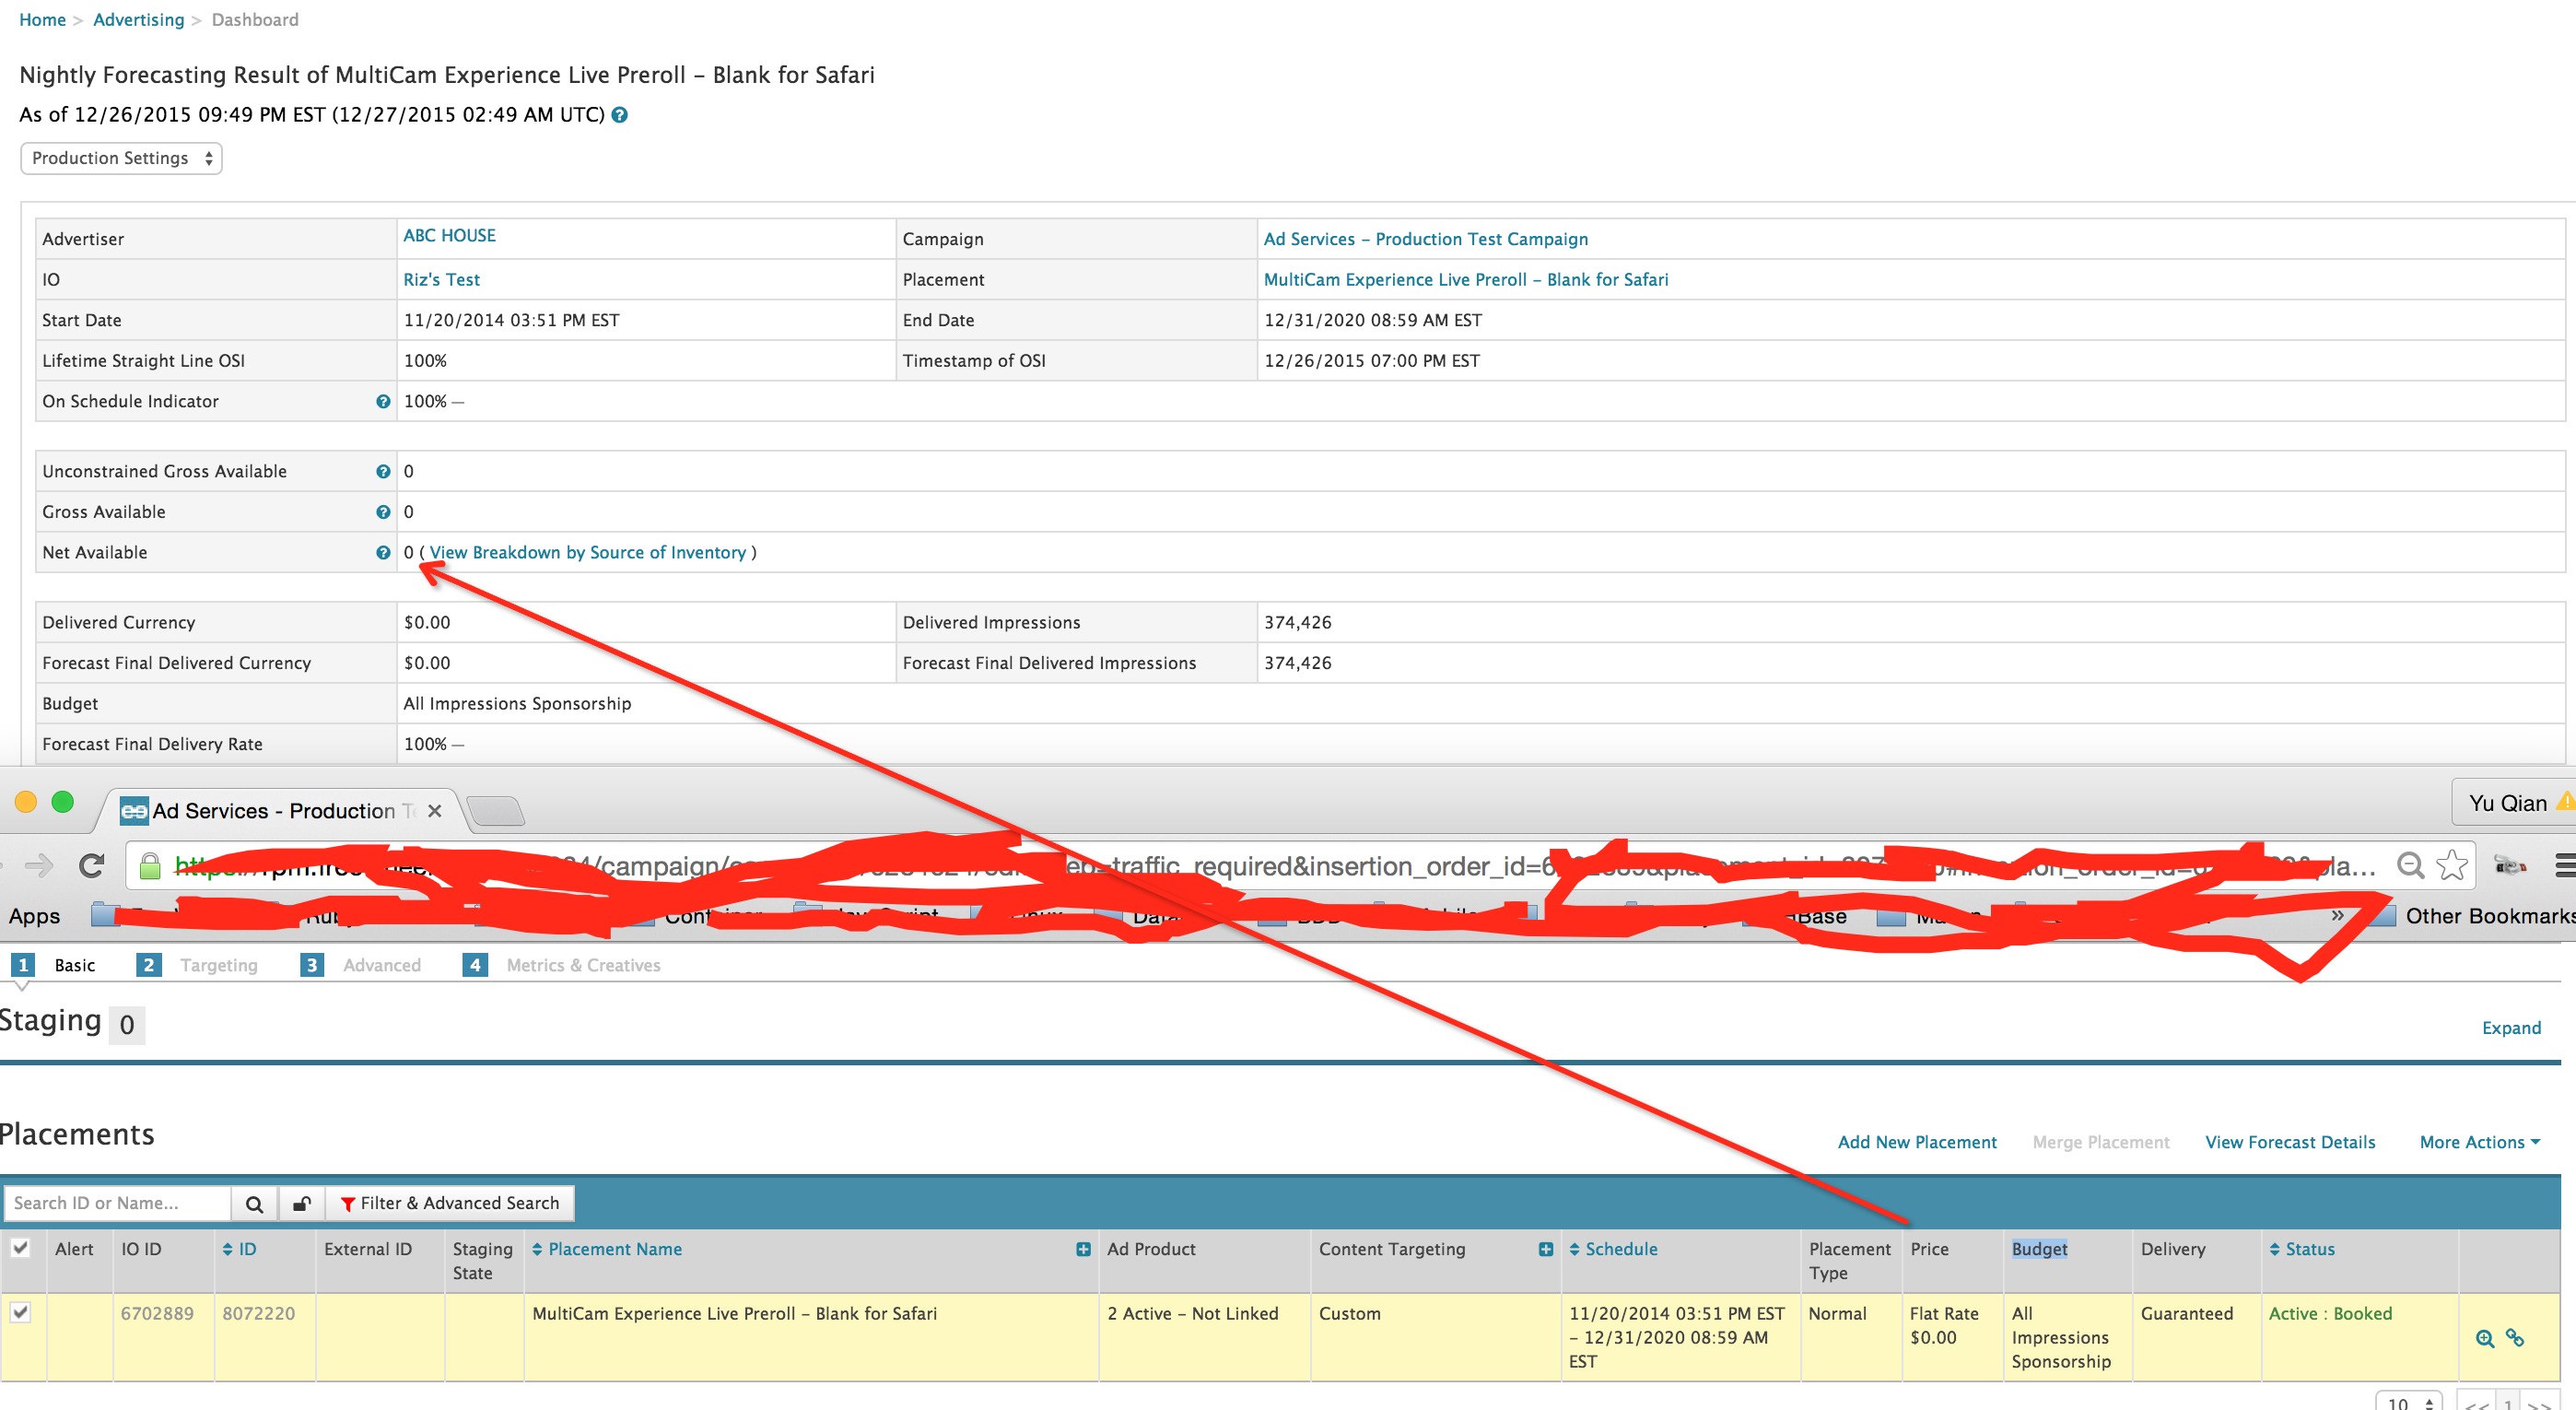 Home > Advertising > Dashboard
Nightly Forecasting Result of MultiCam Experience Live Preroll – Blank for Safari
As of 12/26/2015 09:49 PM EST (12/27/2015 02:49 AM UTC) ?
Production Settings
Advertiser ABC HOUSE Campaign Ad Services – Production Test Campaign
IO Riz's Test Placement MultiCam Experience Live Preroll – Blank for Safari
Start Date 11/20/2014 03:51 PM EST End Date 12/31/2020 08:59 AM EST
Lifetime Straight Line OSI 100% Timestamp of OSI 12/26/2015 07:00 PM EST
On Schedule Indicator ? 100% —
Unconstrained Gross Available ? 0
Gross Available ? 0
Net Available ? 0 ( View Breakdown by Source of Inventory )
Delivered Currency $0.00 Delivered Impressions 374,426
Forecast Final Delivered Currency $0.00 Forecast Final Delivered Impressions 374,426
Budget All Impressions Sponsorship
Forecast Final Delivery Rate 100% —
Ad Services - Production T
Yu Qian
/campaign/ traffic_required&insertion_order_id=6 pla...
Apps Base » Other Bookmarks
1 Basic 2 Targeting 3 Advanced 4 Metrics & Creatives
Staging 0 Expand
Placements Add New Placement Merge Placement View Forecast Details More Actions
Search ID or Name... Filter & Advanced Search
Alert IO ID ID External ID Staging State Placement Name Ad Product Content Targeting Schedule Placement Type Price Budget Delivery Status
6702889 8072220 MultiCam Experience Live Preroll – Blank for Safari 2 Active – Not Linked Custom 11/20/2014 03:51 PM EST – 12/31/2020 08:59 AM EST Normal Flat Rate $0.00 All Impressions Sponsorship Guaranteed Active : Booked
10 << 1 >>